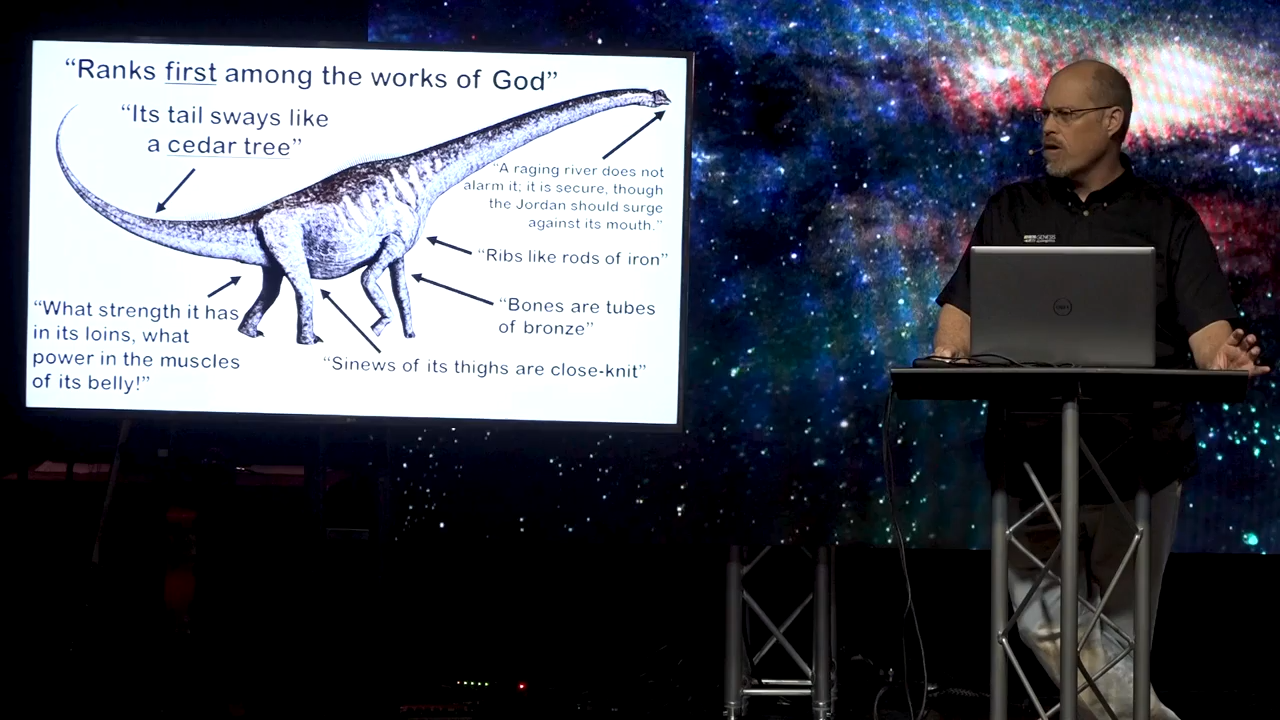 “Ranks first among the works of God”
“Its tail sways like
a cedar tree”
“A raging river does not
alarm it; it is secure, though
the Jordan should surge
against its mouth.”
“Ribs like rods of iron”
“Bones are tubes
of bronze”
“What strength it has
in its loins, what
power in the muscles
of its belly!”
“Sinews of its thighs are close-knit”
GENESIS
DELL